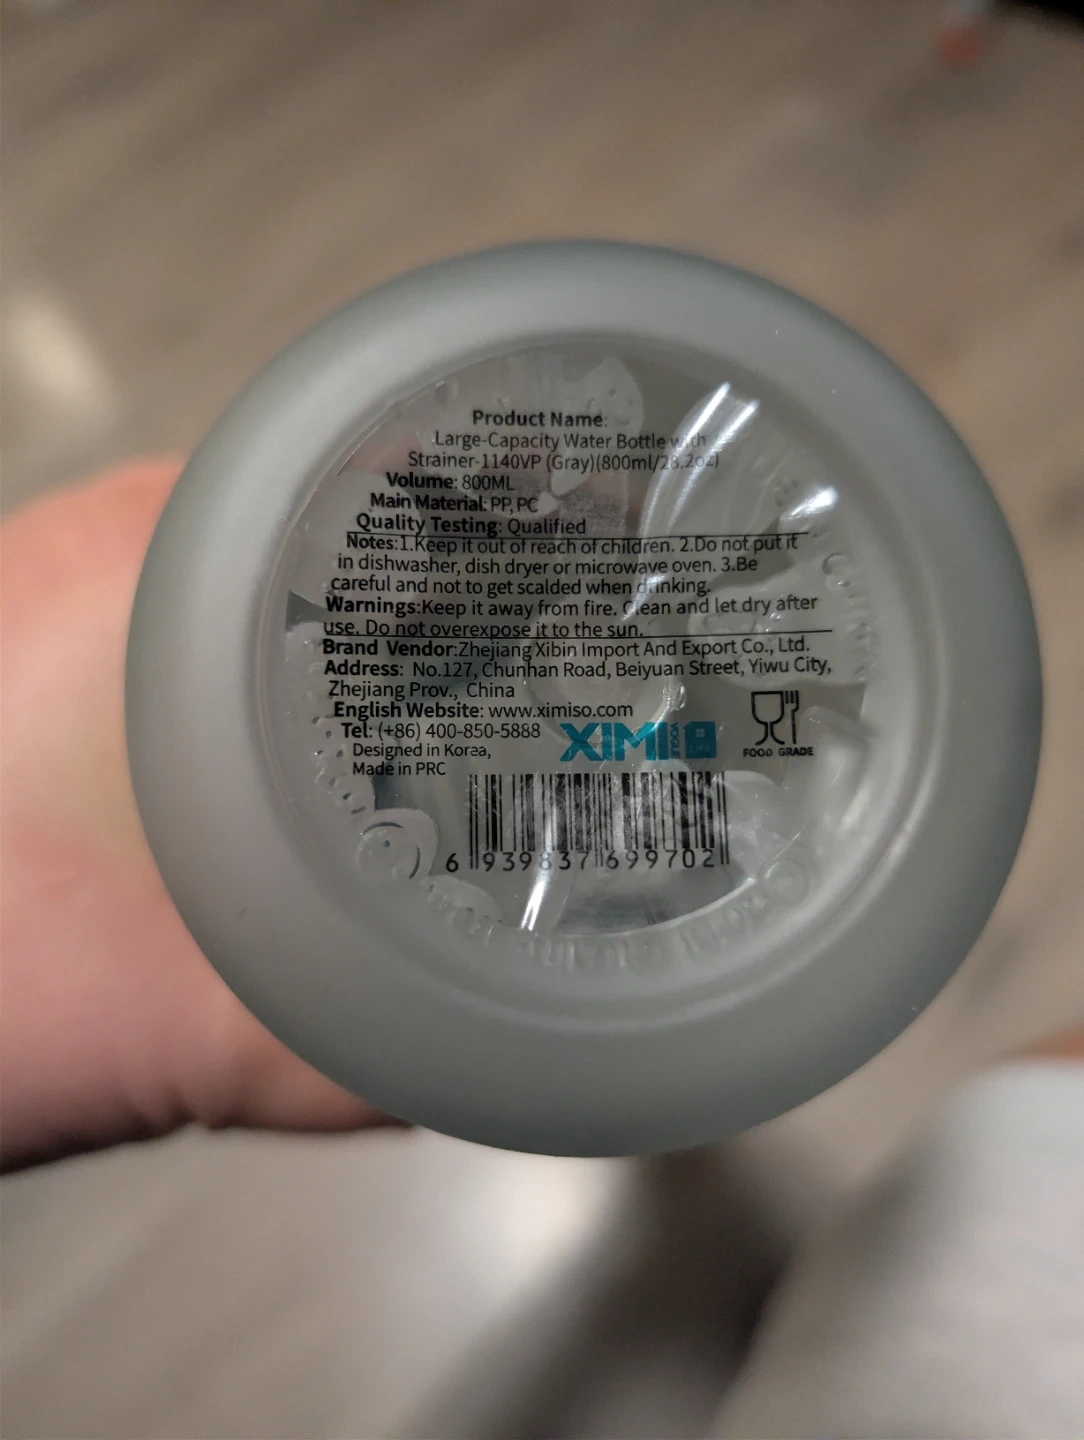 Product Name:
Large-Capacity Water Bottle with
Strainer-1140VP (Gray)(800ml/28.2oz)
Volume: 800ML
Main Material: PP, PC
Quality Testing: Qualified
Notes:1.Keep it out of reach of children. 2.Do not put it
in dishwasher, dish dryer or microwave oven. 3.Be
careful and not to get scalded when drinking.
Warnings:Keep it away from fire. Clean and let dry after
use. Do not overexpose it to the sun.
Brand Vendor:Zhejiang Xibin Import And Export Co., Ltd.
Address: No.127, Chunhan Road, Beiyuan Street, Yiwu City,
Zhejiang Prov., China
English Website: www.ximiso.com
Tel: (+86) 400-850-5888
Designed in Korea,
Made in PRC
XIMI VOGUE LIFE
FOOD GRADE
6 939837 699702